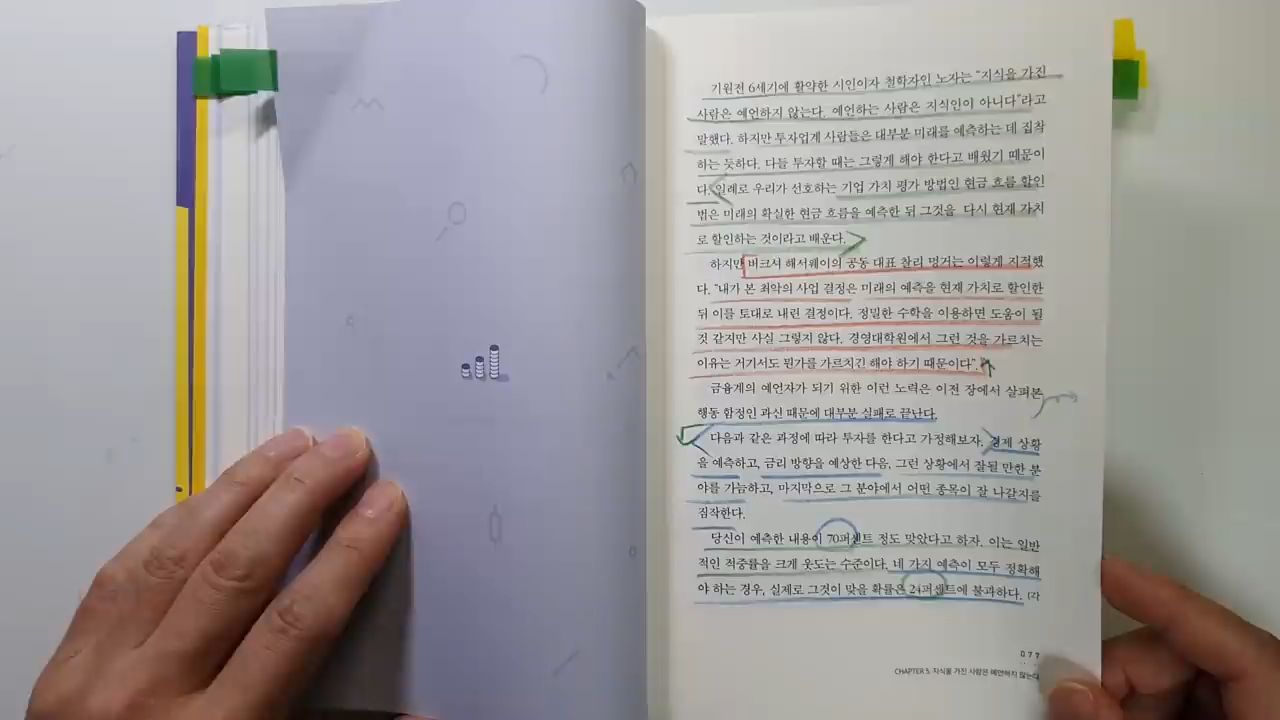 기원전 6세기에 활약한 시인이자 철학자인 노자는 “지식을 가진
사람은 예언하지 않는다. 예언하는 사람은 지식인이 아니다”라고
말했다. 하지만 투자업계 사람들은 대부분 미래를 예측하는 데 집착
하는 듯하다. 다들 투자할 때는 그렇게 해야 한다고 배웠기 때문이
다. 일례로 우리가 선호하는 기업 가치 평가 방법인 현금 흐름 할인
법은 미래의 확실한 현금 흐름을 예측한 뒤 그것을 다시 현재 가치
로 할인하는 것이라고 배운다.
하지만 버크셔 해서웨이의 공동 대표 찰리 멍거는 이렇게 지적했
다. “내가 본 최악의 사업 결정은 미래의 예측을 현재 가치로 할인한
뒤 이를 토대로 내린 결정이다. 정밀한 수학을 이용하면 도움이 될
것 같지만 사실 그렇지 않다. 경영대학원에서 그런 것을 가르치는
이유는 거기서도 뭔가를 가르치긴 해야 하기 때문이다”.
금융계의 예언자가 되기 위한 이런 노력은 이전 장에서 살펴본
행동 함정인 과신 때문에 대부분 실패로 끝난다.
다음과 같은 과정에 따라 투자를 한다고 가정해보자. 경제 상황
을 예측하고, 금리 방향을 예상한 다음, 그런 상황에서 잘될 만한 분
야를 가늠하고, 마지막으로 그 분야에서 어떤 종목이 잘 나갈지를
짐작한다.
당신이 예측한 내용이 70퍼센트 정도 맞았다고 하자. 이는 일반
적인 적중률을 크게 웃도는 수준이다. 네 가지 예측이 모두 정확해
야 하는 경우, 실제로 그것이 맞을 확률은 24퍼센트에 불과하다. (각
077
CHAPTER 5. 지식을 가진 사람은 예언하지 않는다